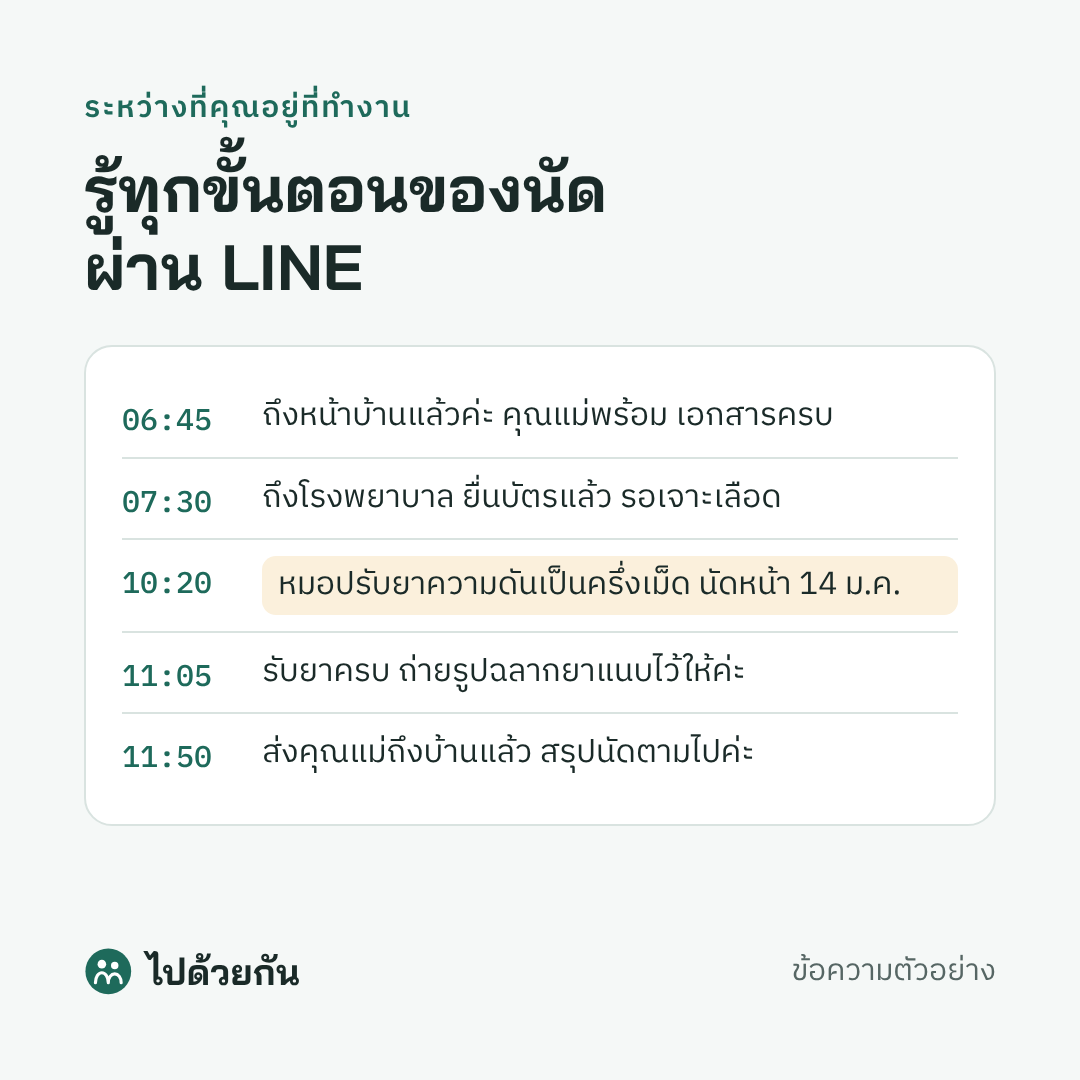 ระหว่างที่คุณอยู่ที่ทำงาน
รู้ทุกขั้นตอนของนัด
ผ่าน LINE
06:45 ถึงหน้าบ้านแล้วค่ะ คุณแม่พร้อม เอกสารครบ
07:30 ถึงโรงพยาบาล ยื่นบัตรแล้ว รอเจาะเลือด
10:20 หมอปรับยาความดันเป็นครึ่งเม็ด นัดหน้า 14 ม.ค.
11:05 รับยาครบ ถ่ายรูปฉลากยาแนบไว้ให้ค่ะ
11:50 ส่งคุณแม่ถึงบ้านแล้ว สรุปนัดตามไปค่ะ
ไปด้วยกัน
ข้อความตัวอย่าง